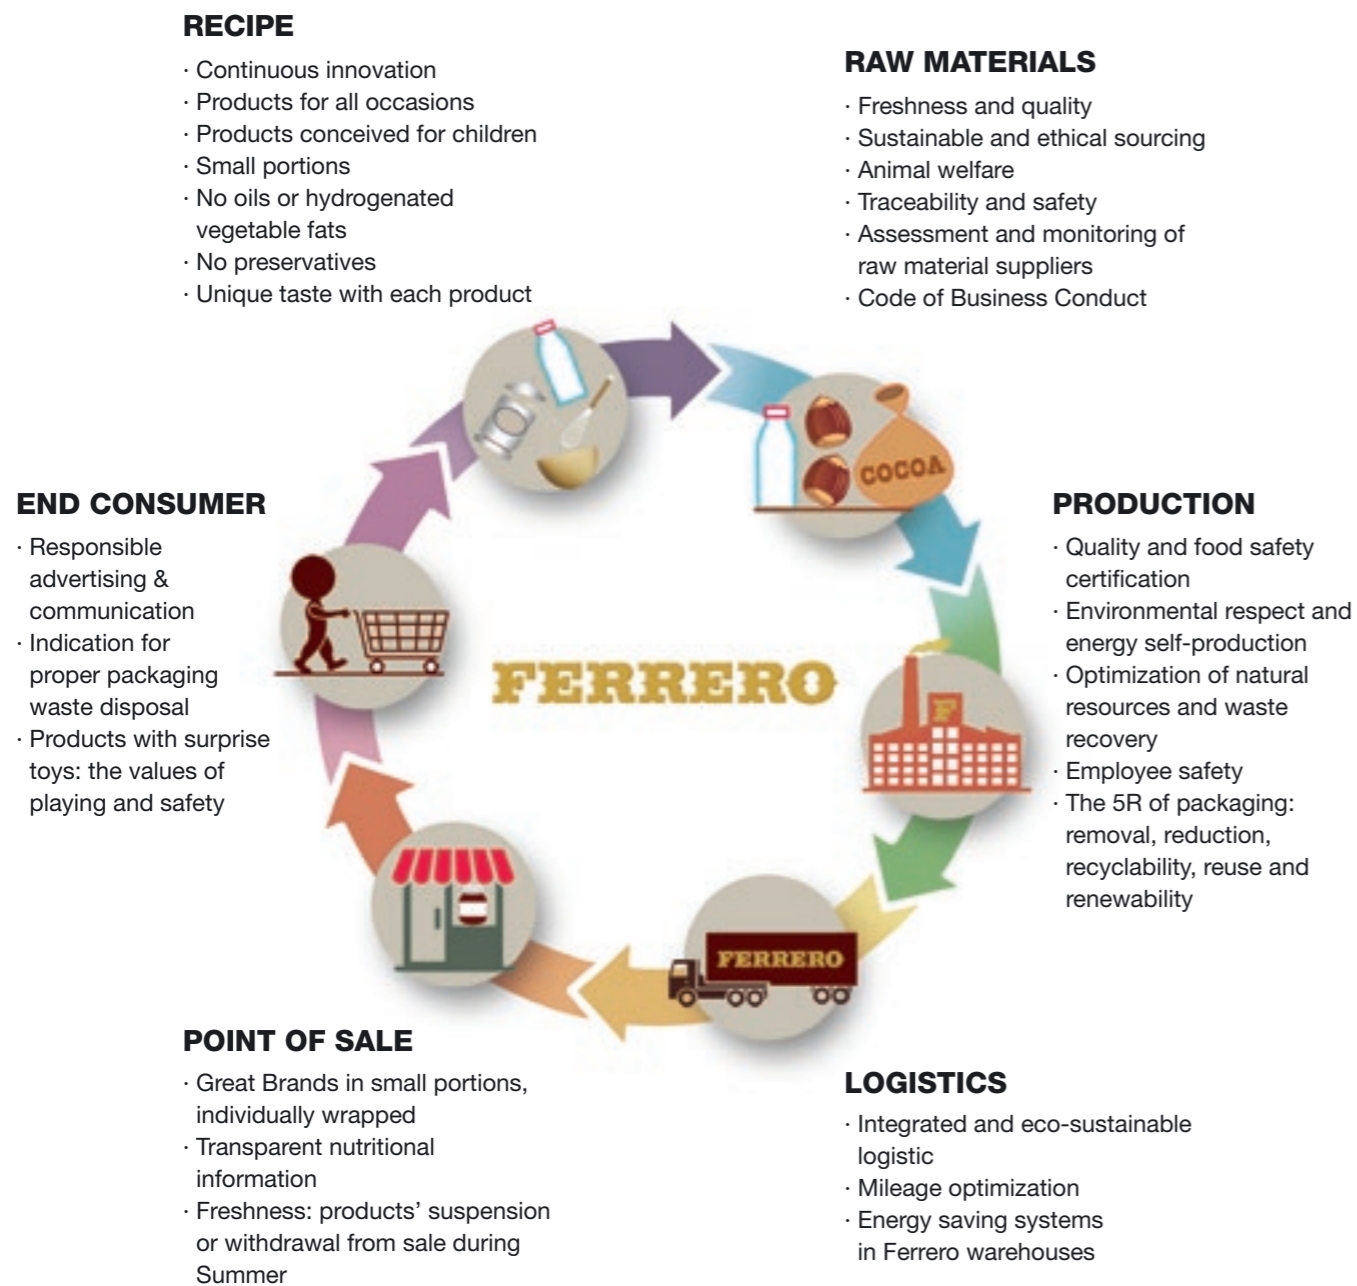 RECIPE
· Continuous innovation
· Products for all occasions
· Products conceived for children
· Small portions
· No oils or hydrogenated
vegetable fats
· No preservatives
· Unique taste with each product
RAW MATERIALS
· Freshness and quality
· Sustainable and ethical sourcing
· Animal welfare
· Traceability and safety
· Assessment and monitoring of
raw material suppliers
· Code of Business Conduct
COCOA
END CONSUMER
· Responsible
advertising &
communication
· Indication for
proper packaging
waste disposal
· Products with surprise
toys: the values of
playing and safety
FERRERO
F
PRODUCTION
· Quality and food safety
certification
· Environmental respect and
energy self-production
· Optimization of natural
resources and waste
recovery
· Employee safety
· The 5R of packaging:
removal, reduction,
recyclability, reuse and
renewability
FERRERO
POINT OF SALE
· Great Brands in small portions,
individually wrapped
· Transparent nutritional
information
· Freshness: products’ suspension
or withdrawal from sale during
Summer
LOGISTICS
· Integrated and eco-sustainable
logistic
· Mileage optimization
· Energy saving systems
in Ferrero warehouses